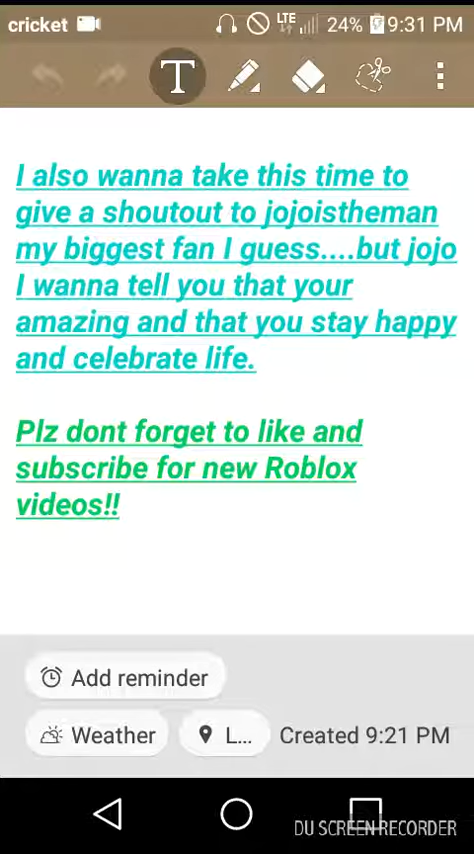 cricket LTE 24% 9:31 PM
T
I also wanna take this time to
give a shoutout to jojoistheman
my biggest fan I guess....but jojo
I wanna tell you that your
amazing and that you stay happy
and celebrate life.
Plz dont forget to like and
subscribe for new Roblox
videos!!
Add reminder
Weather L... Created 9:21 PM
DU SCREEN RECORDER